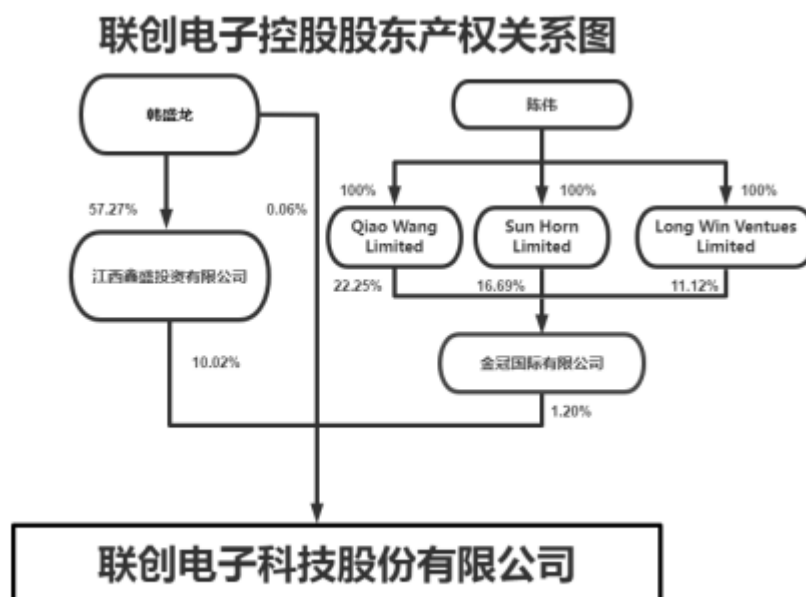 联创电子控股股东产权关系图
韩盛龙
陈伟
57.27%
0.06%
100%
100%
100%
Qiao Wang
Limited
Sun Horn
Limited
Long Win Ventues
Limited
江西鑫盛投资有限公司
22.25%
16.69%
11.12%
10.02%
金冠国际有限公司
1.20%
联创电子科技股份有限公司